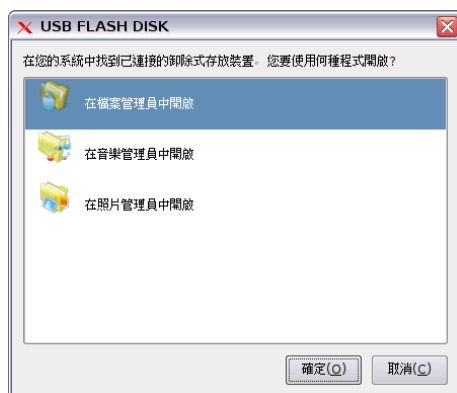 USB FLASH DISK
在您的系統中找到已連接的卸除式存放裝置。您要使用何種程式開啟?
在檔案管理員中開啟
在音樂管理員中開啟
在照片管理員中開啟
確定(O) 取消(C)